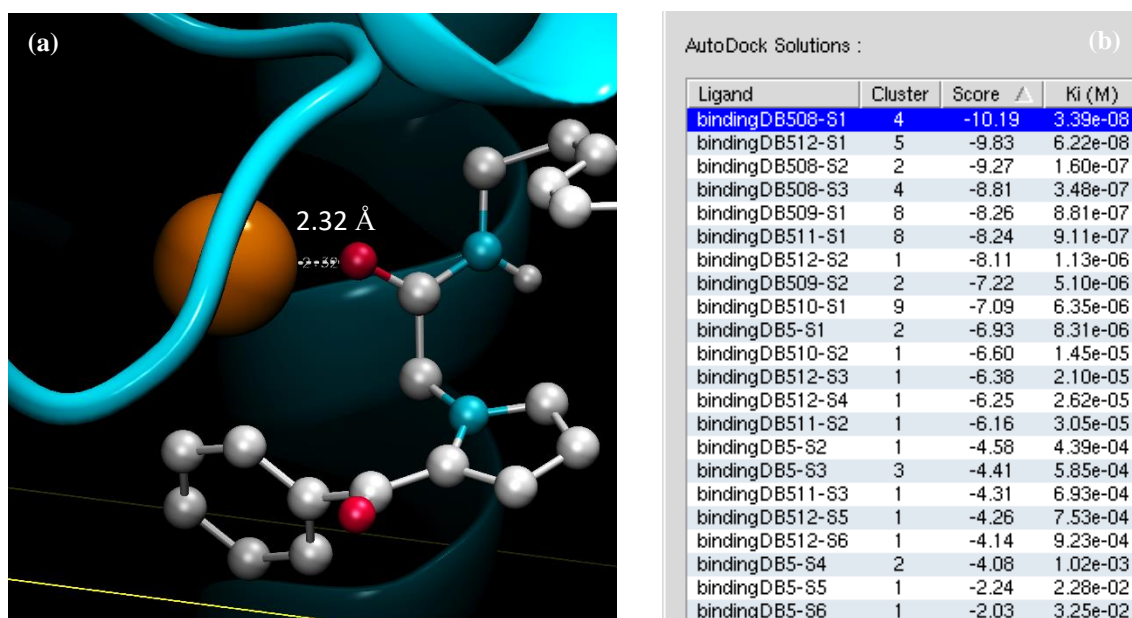 (a)
2.32 Å
2.32
(b)
AutoDock Solutions :
Ligand Cluster Score Ki (M)
bindingDB508-S1 4 -10.19 3.39e-08
bindingDB512-S1 5 -9.83 6.22e-08
bindingDB508-S2 2 -9.27 1.60e-07
bindingDB508-S3 4 -8.81 3.48e-07
bindingDB509-S1 8 -8.26 8.81e-07
bindingDB511-S1 8 -8.24 9.11e-07
bindingDB512-S2 1 -8.11 1.13e-06
bindingDB509-S2 2 -7.22 5.10e-06
bindingDB510-S1 9 -7.09 6.35e-06
bindingDB5-S1 2 -6.93 8.31e-06
bindingDB510-S2 1 -6.60 1.45e-05
bindingDB512-S3 1 -6.38 2.10e-05
bindingDB512-S4 1 -6.25 2.62e-05
bindingDB511-S2 1 -6.16 3.05e-05
bindingDB5-S2 1 -4.58 4.39e-04
bindingDB5-S3 3 -4.41 5.85e-04
bindingDB511-S3 1 -4.31 6.93e-04
bindingDB512-S5 1 -4.26 7.53e-04
bindingDB512-S6 1 -4.14 9.23e-04
bindingDB5-S4 2 -4.08 1.02e-03
bindingDB5-S5 1 -2.24 2.28e-02
bindingDB5-S6 1 -2.03 3.25e-02